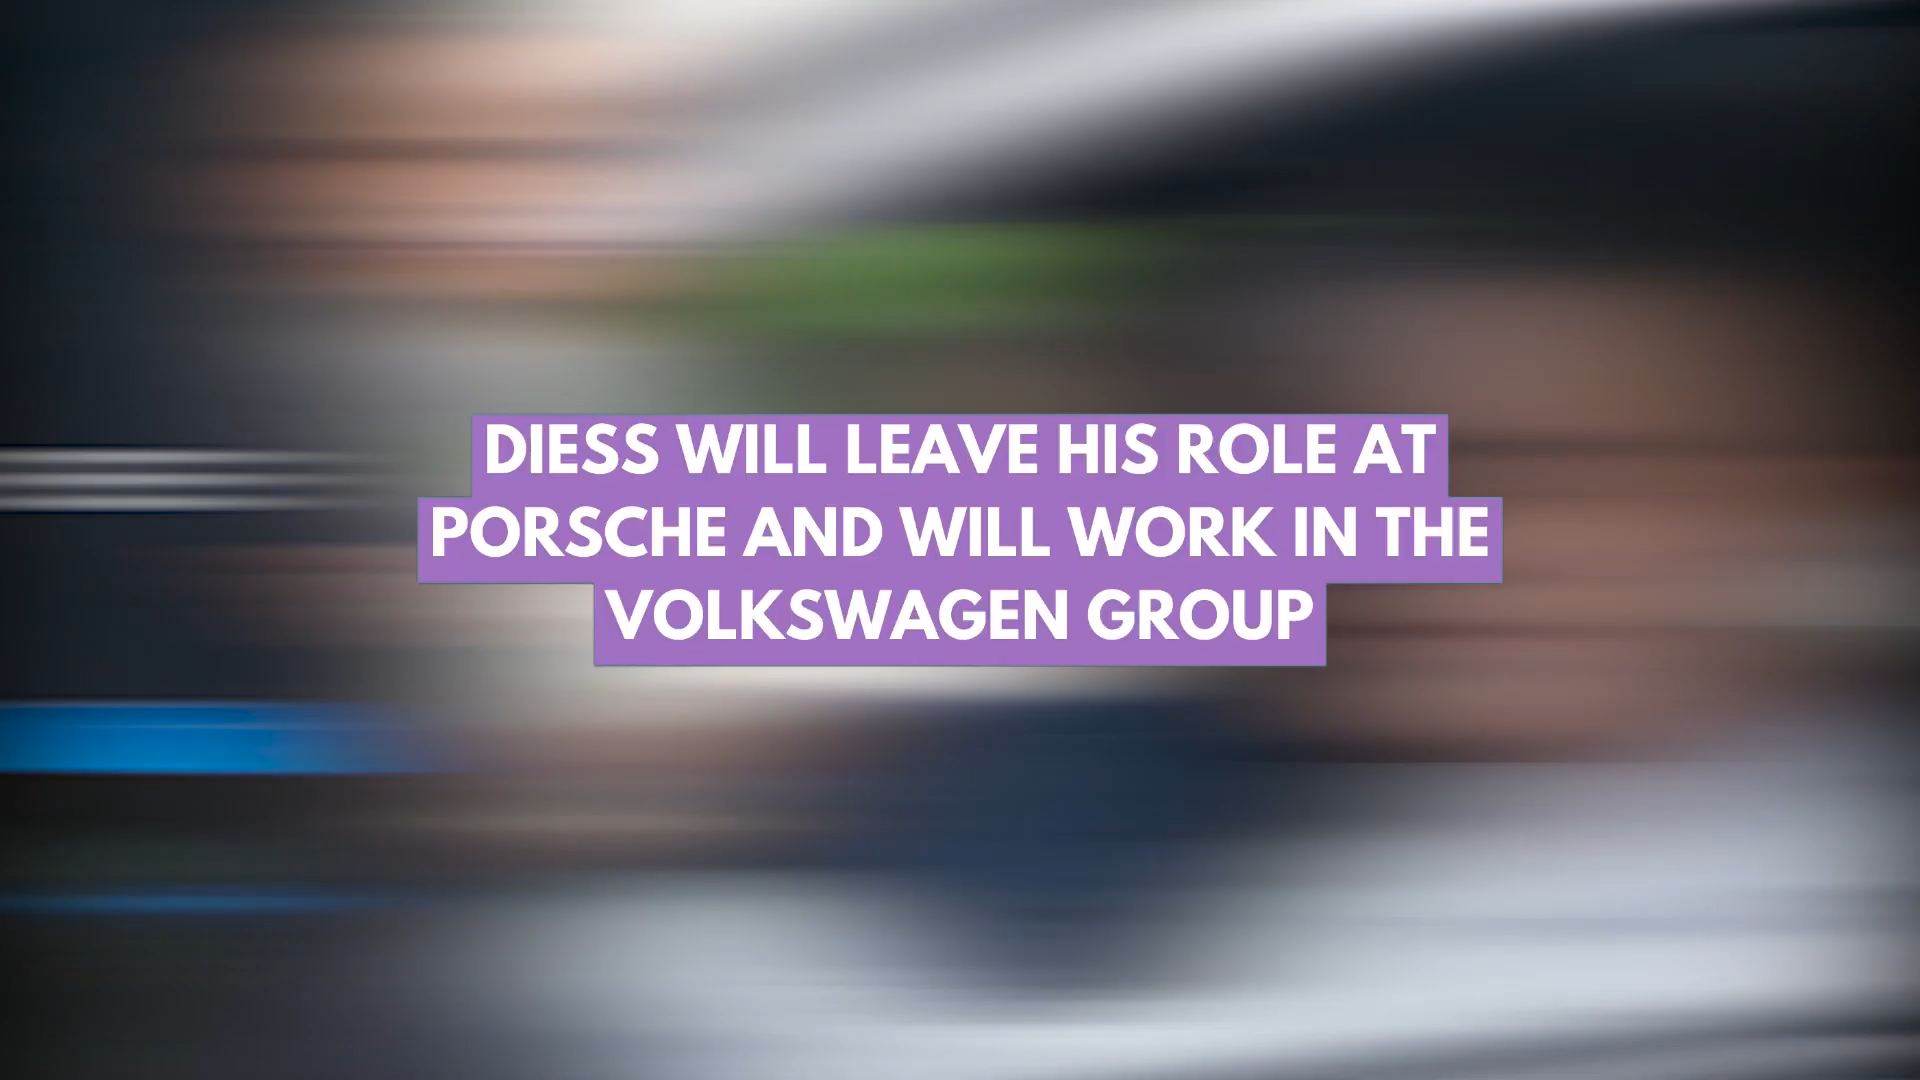 DIESS WILL LEAVE HIS ROLE AT
PORSCHE AND WILL WORK IN THE
VOLKSWAGEN GROUP